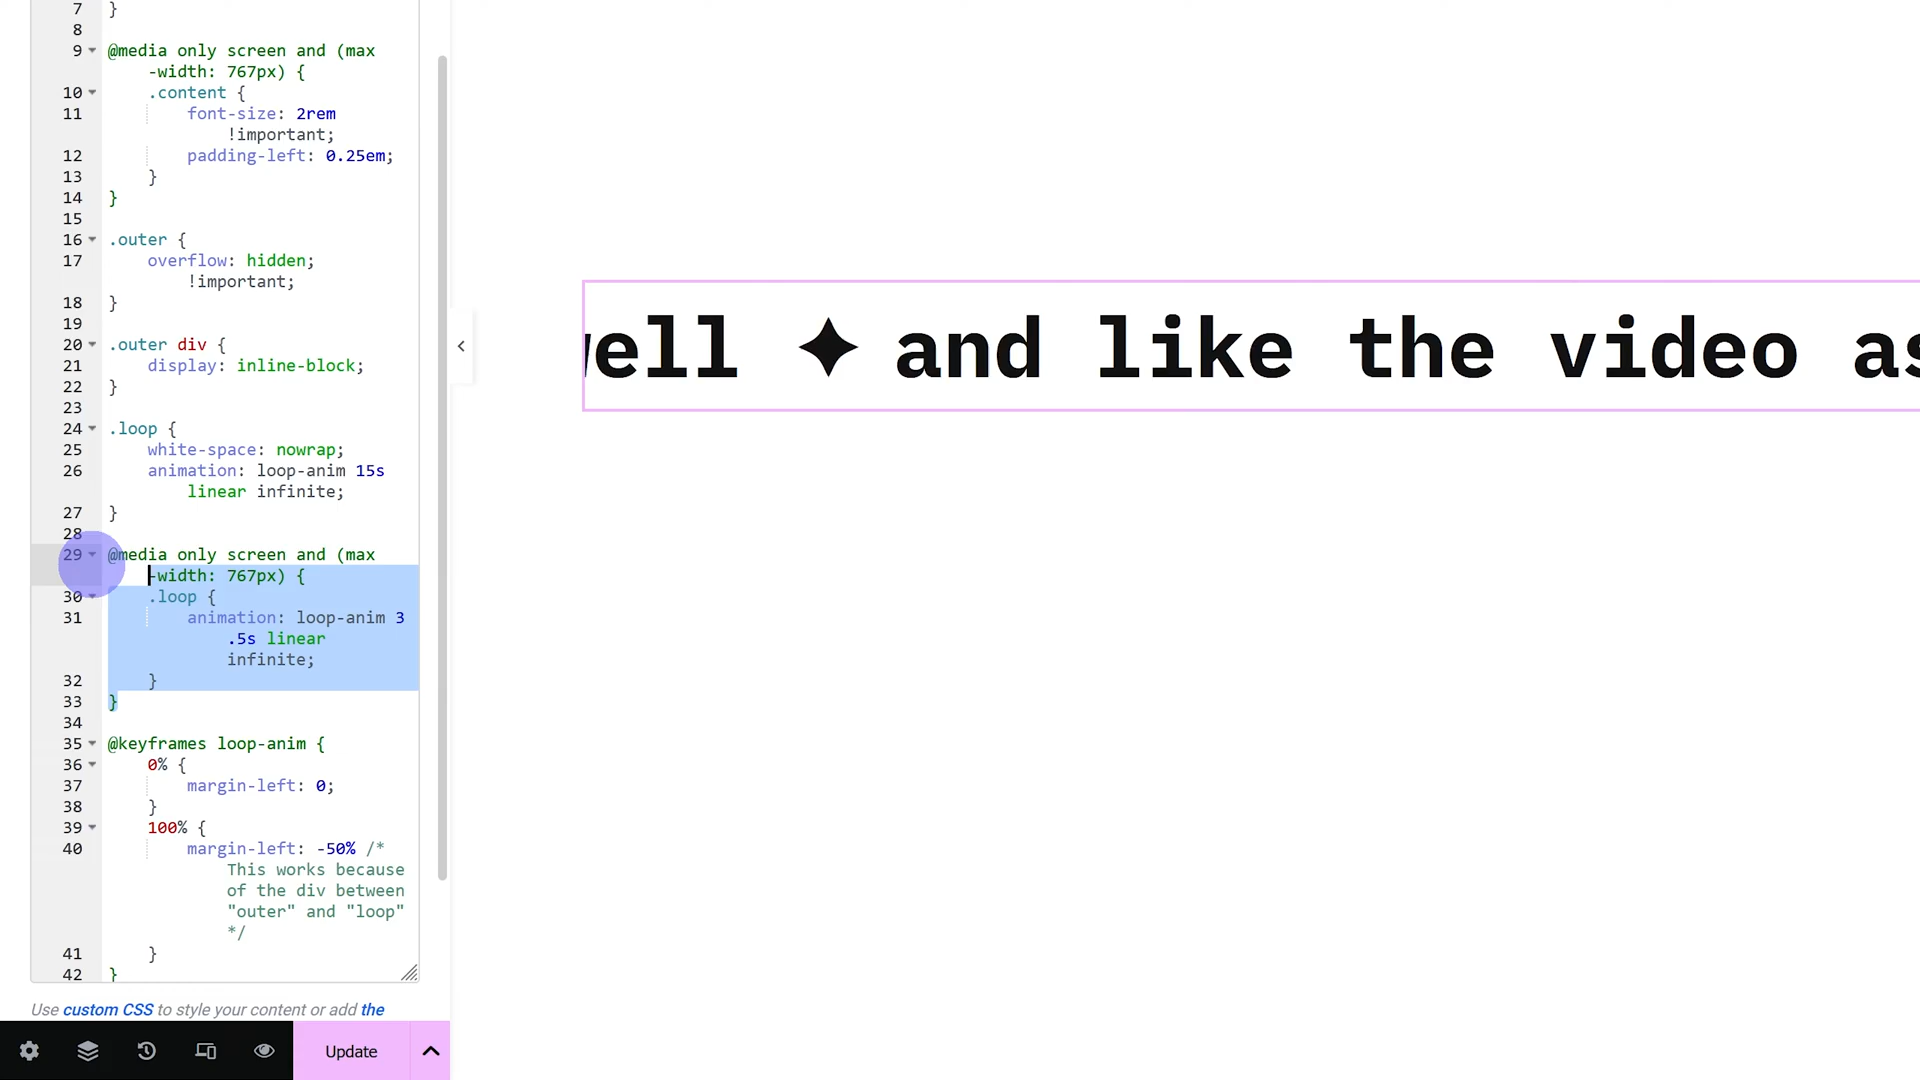 7 }
8
9 @media only screen and (max
-width: 767px) {
10 .content {
11 font-size: 2rem
!important;
12 padding-left: 0.25em;
13 }
14 }
15
16 .outer {
17 overflow: hidden;
!important;
18 }
19
20 .outer div {
21 display: inline-block;
22 }
23
24 .loop {
25 white-space: nowrap;
26 animation: loop-anim 15s
linear infinite;
27 }
28
29 @media only screen and (max
-width: 767px) {
30 .loop {
31 animation: loop-anim 3
.5s linear
infinite;
32 }
33 }
34
35 @keyframes loop-anim {
36 0% {
37 margin-left: 0;
38 }
39 100% {
40 margin-left: -50% /*
This works because
of the div between
"outer" and "loop"
*/
41 }
42 }
Use custom CSS to style your content or add the
Update
well ✦ and like the video as